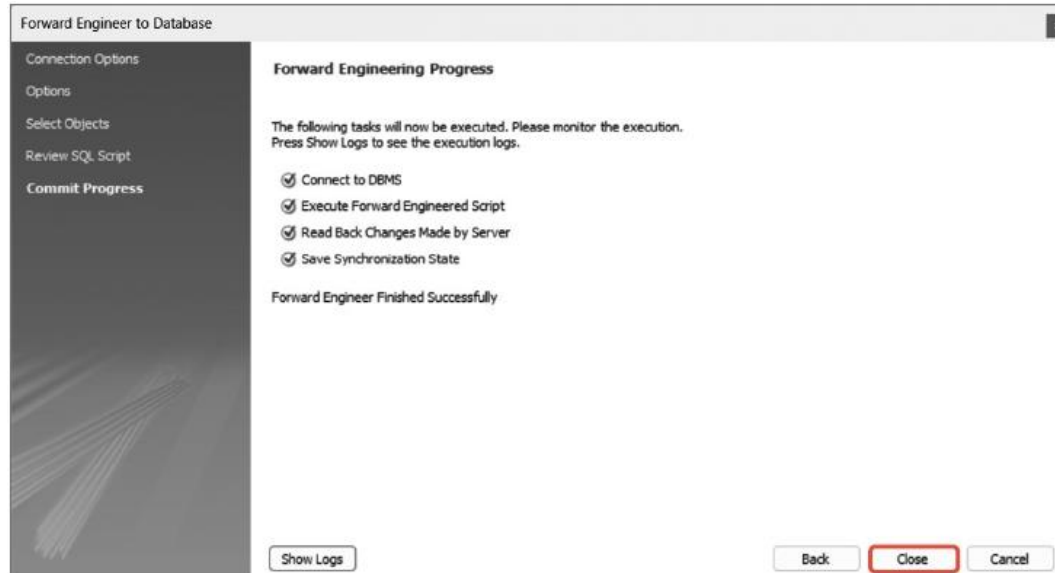 Forward Engineer to Database
Connection Options
Options
Select Objects
Review SQL Script
Commit Progress
Forward Engineering Progress
The following tasks will now be executed. Please monitor the execution.
Press Show Logs to see the execution logs.
Connect to DBMS
Execute Forward Engineered Script
Read Back Changes Made by Server
Save Synchronization State
Forward Engineer Finished Successfully
Show Logs
Back
Close
Cancel